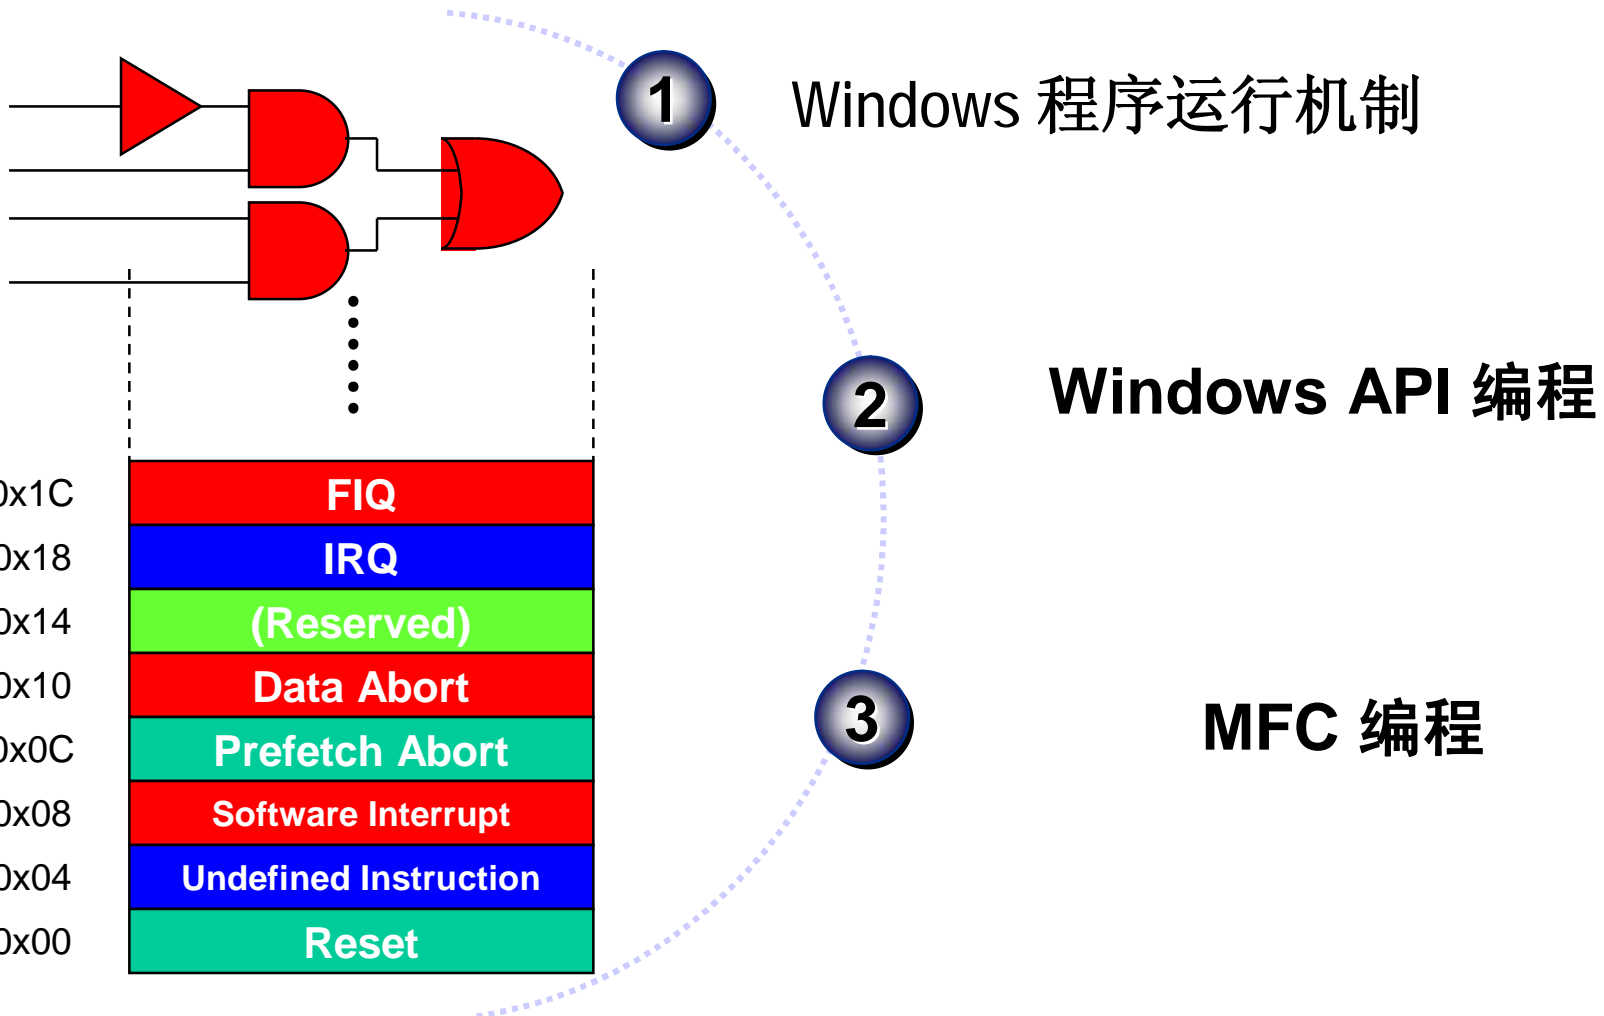 1
Windows 程序运行机制
2
Windows API 编程
3
MFC 编程
0x1C FIQ
0x18 IRQ
0x14 (Reserved)
0x10 Data Abort
0x0C Prefetch Abort
0x08 Software Interrupt
0x04 Undefined Instruction
0x00 Reset